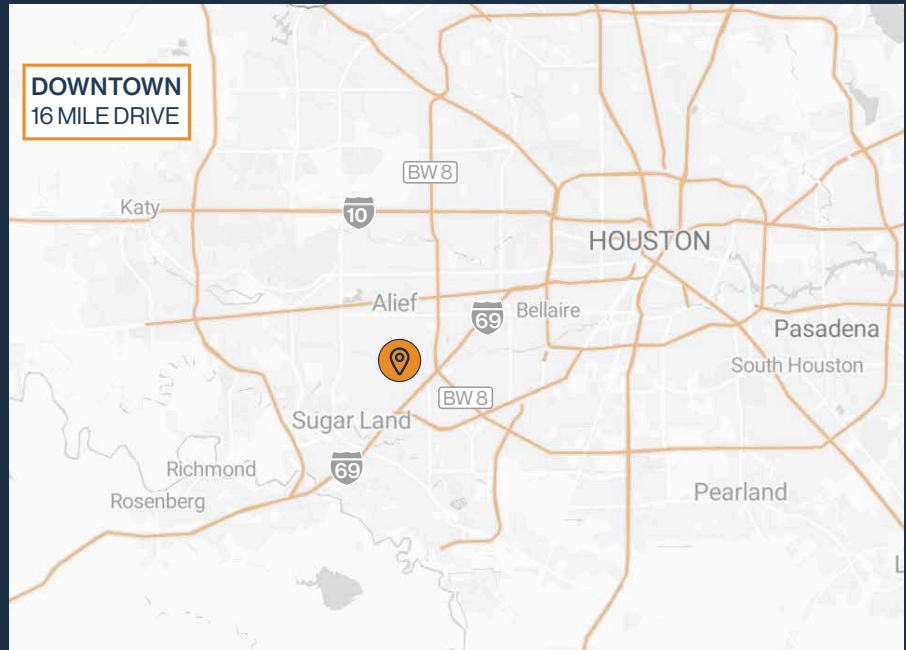 DOWNTOWN
16 MILE DRIVE
BW 8
Katy
10
HOUSTON
Alief
69
Bellaire
Pasadena
South Houston
BW 8
Sugar Land
69
Richmond
Rosenberg
Pearland
L